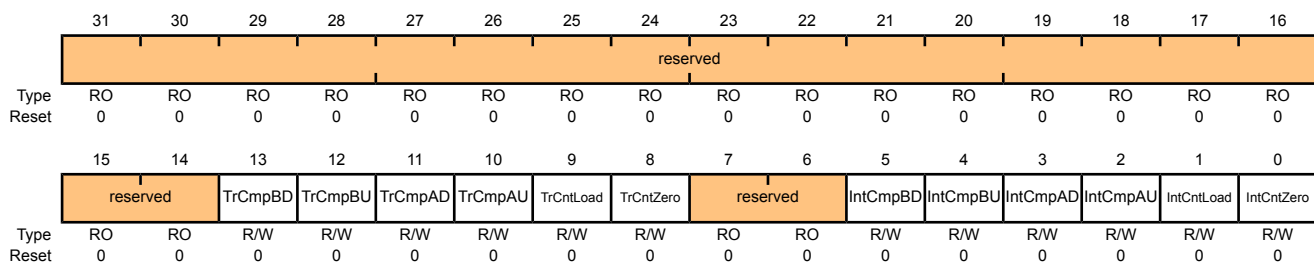 31 30 29 28 27 26 25 24 23 22 21 20 19 18 17 16
reserved
Type RO RO RO RO RO RO RO RO RO RO RO RO RO RO RO RO
Reset 0 0 0 0 0 0 0 0 0 0 0 0 0 0 0 0
15 14 13 12 11 10 9 8 7 6 5 4 3 2 1 0
reserved TrCmpBD TrCmpBU TrCmpAD TrCmpAU TrCntLoad TrCntZero reserved IntCmpBD IntCmpBU IntCmpAD IntCmpAU IntCntLoad IntCntZero
Type RO RO R/W R/W R/W R/W R/W R/W RO RO R/W R/W R/W R/W R/W R/W
Reset 0 0 0 0 0 0 0 0 0 0 0 0 0 0 0 0